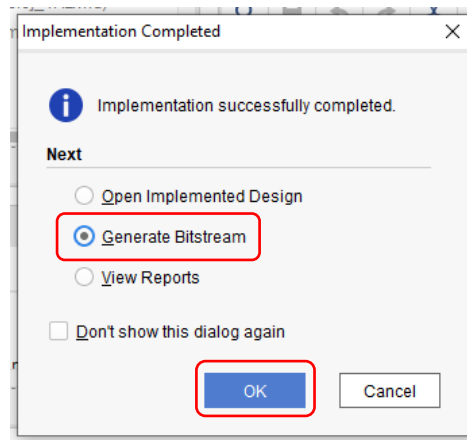 Implementation Completed
Implementation successfully completed.
Next
Open Implemented Design
Generate Bitstream
View Reports
Don't show this dialog again
OK
Cancel